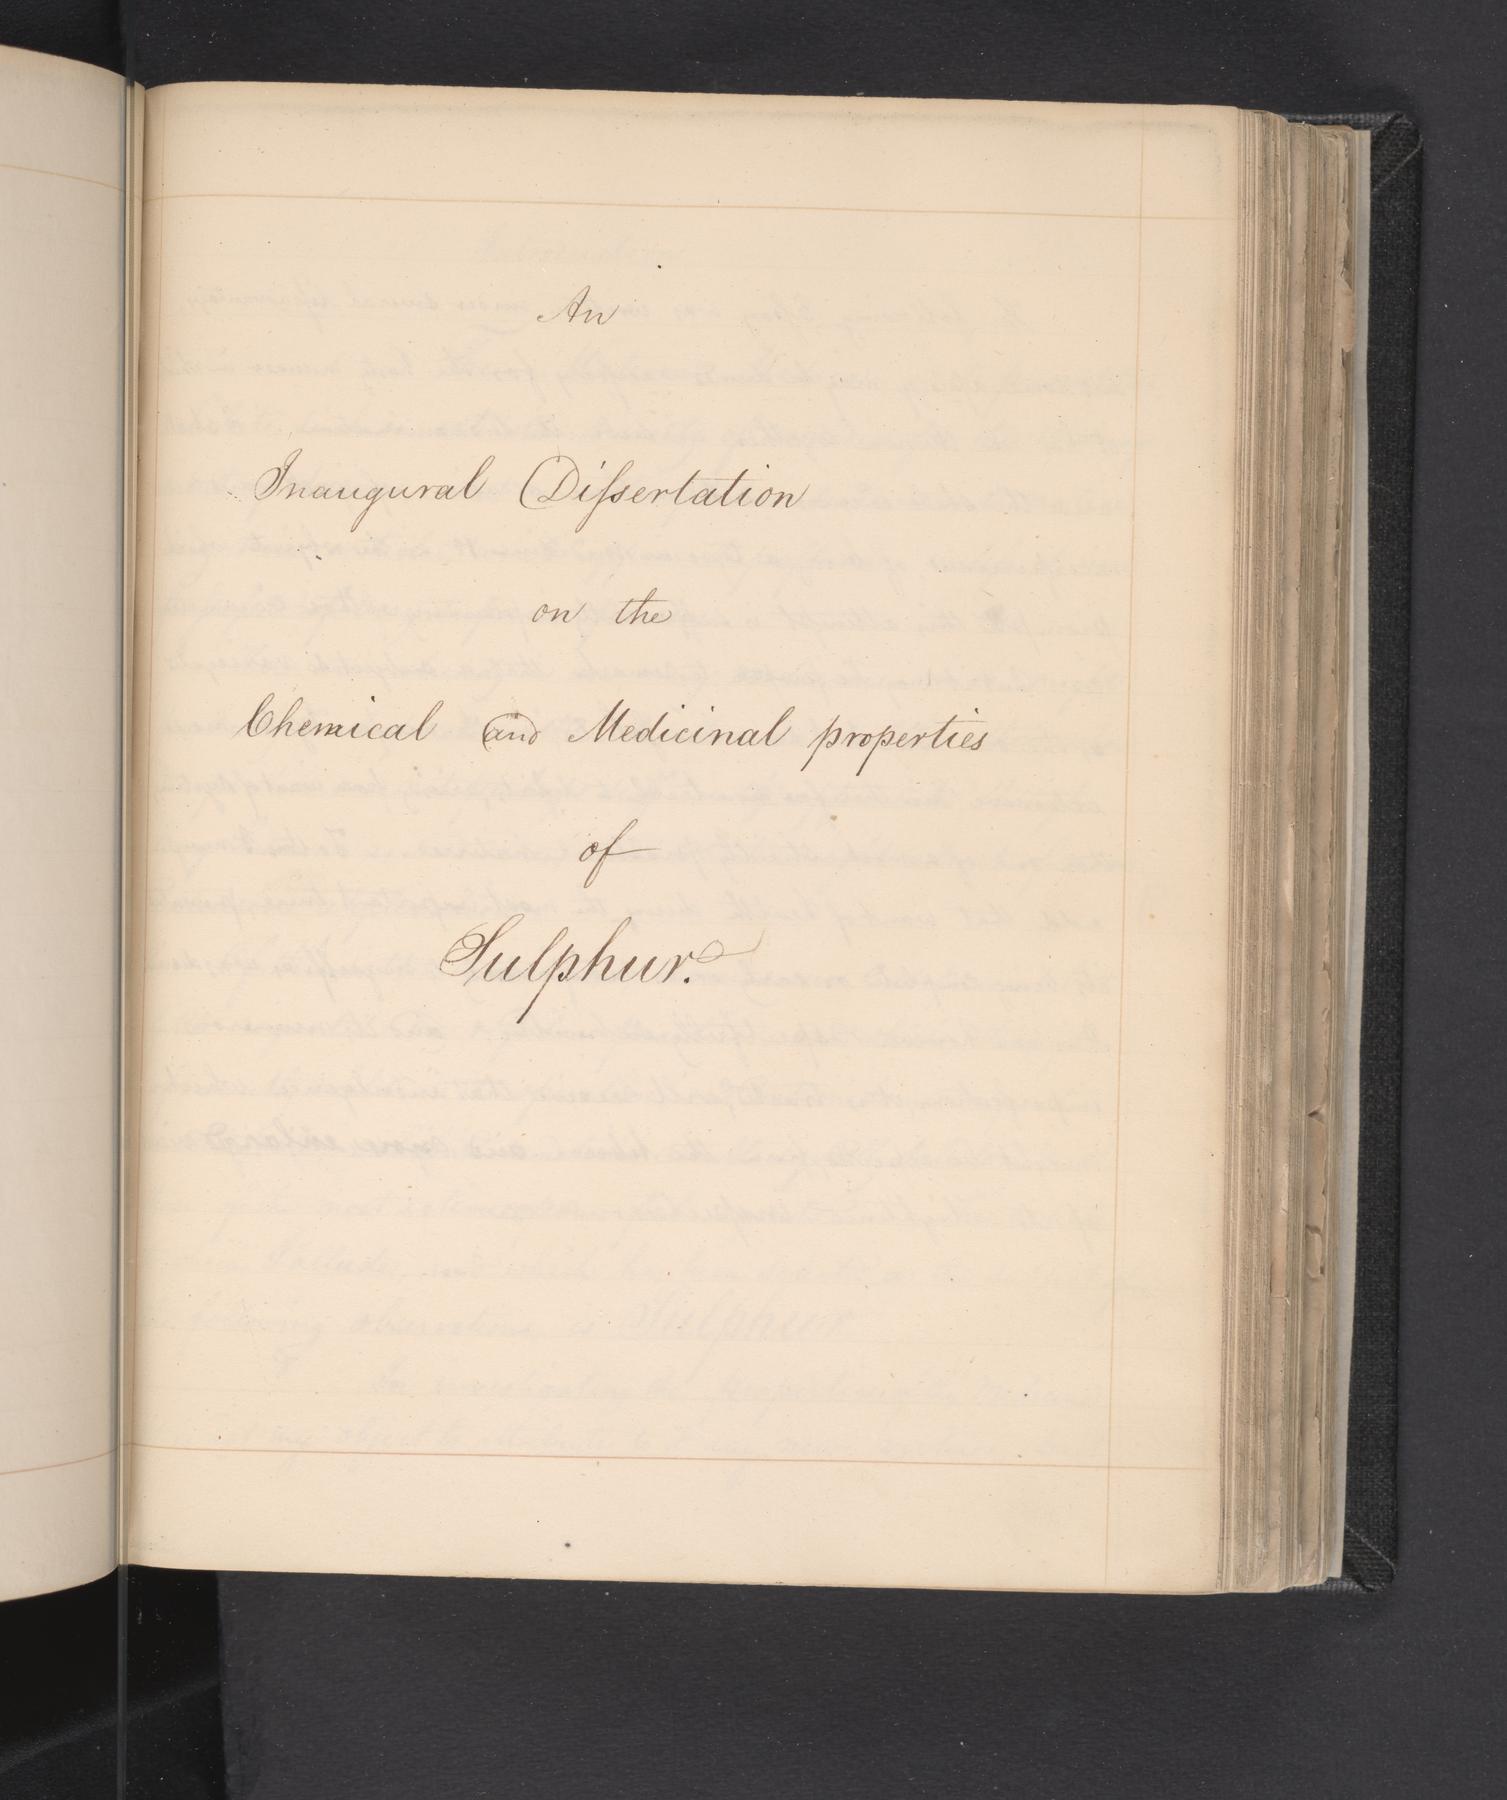 An
Inaugural Dissertation
on the
Chemical and Medicinal properties
of
Sulphur.